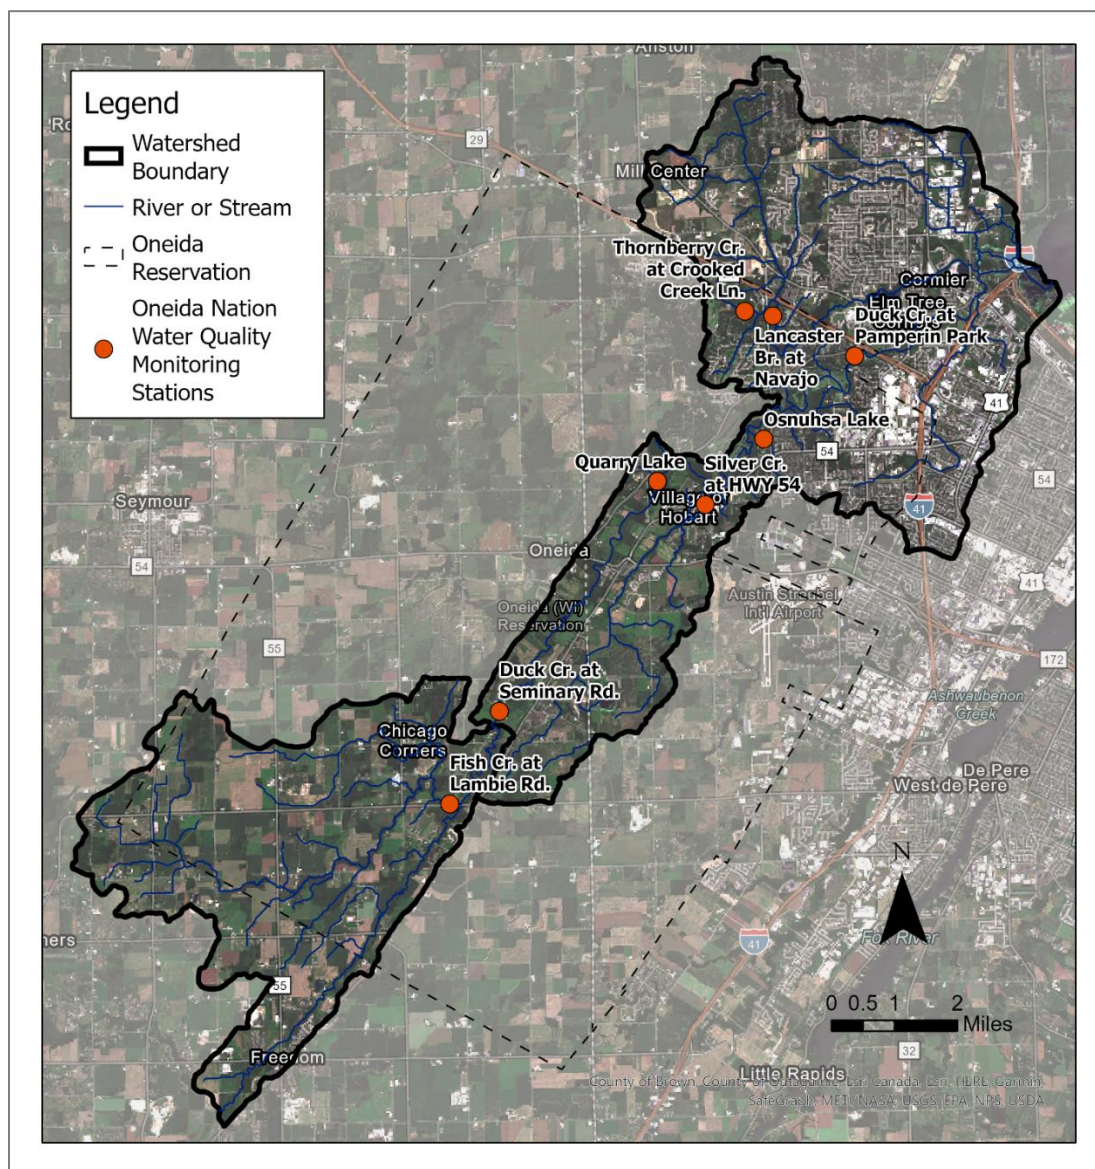 Legend
Watershed
Boundary
River or Stream
Oneida
Reservation
Oneida Nation
Water Quality
Monitoring
Stations
29
Mill Center
Thornberry Cr.
at Crooked
Creek Ln.
Cormier
Elm Tree
Duck Cr. at
Pamperin Park
Lancaster
Br. at
Navajo
41
Osnuhsa Lake
54
54
Quarry Lake
Silver Cr.
at HWY 54
Village of
Hobart
41
Seymour
54
Oneida
41
Austin Straubel
Intl Airport
Oneida (WI)
Reservation
55
172
Duck Cr. at
Seminary Rd.
Ashwaubenon
Creek
Chicago
Corners
Fish Cr. at
Lambie Rd.
De Pere
West de Pere
N
Fox River
41
ners
55
0 0.5 1 2
Miles
Freedom
32
Little Rapids
County of Brown, County of Outagamie, Esri Canada, Esri, HERE, Garmin,
SafeGraph, METI/NASA, USGS, EPA, NPS, USDA